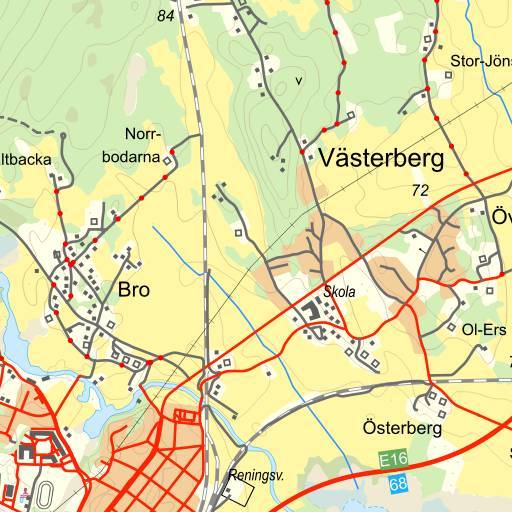 84
Stor-Jöns
Norr-
bodarna
ltbacka
Västerberg
72
Öv
Bro
Skola
Ol-Ers
Österberg
E16
68
Reningsv.